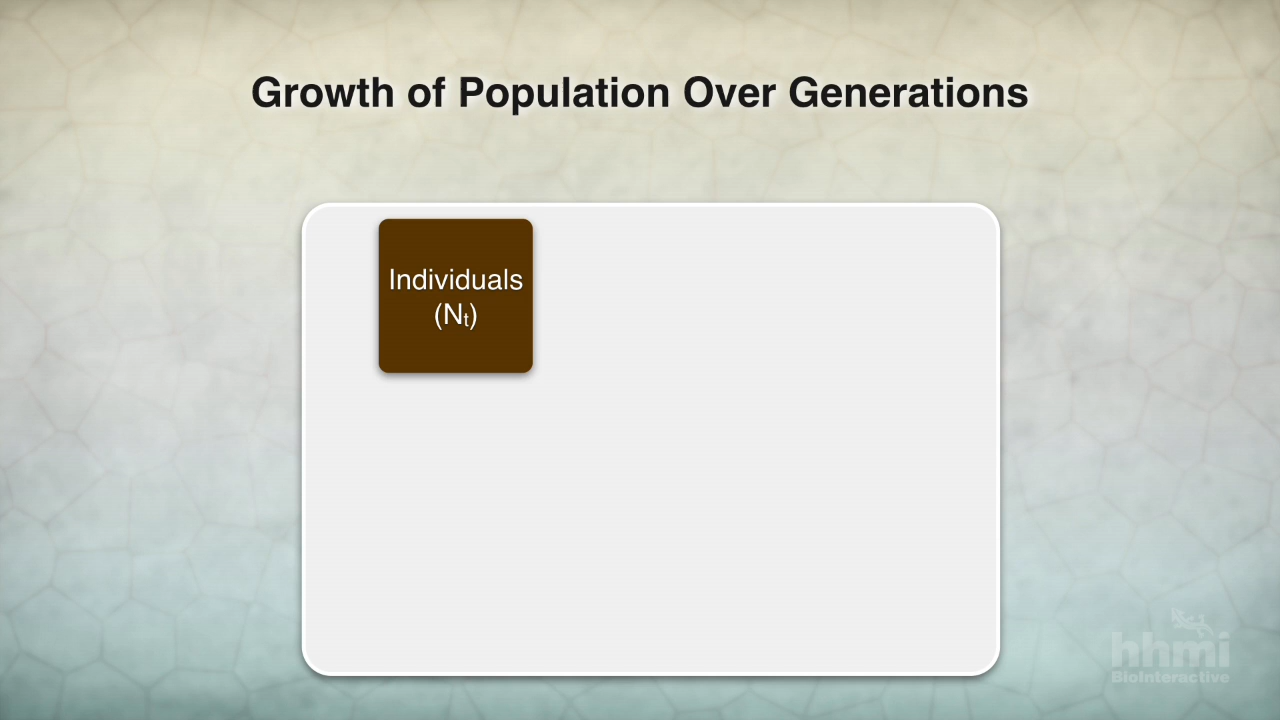 Growth of Population Over Generations
Individuals
(Nt)
hhmi
BioInteractive